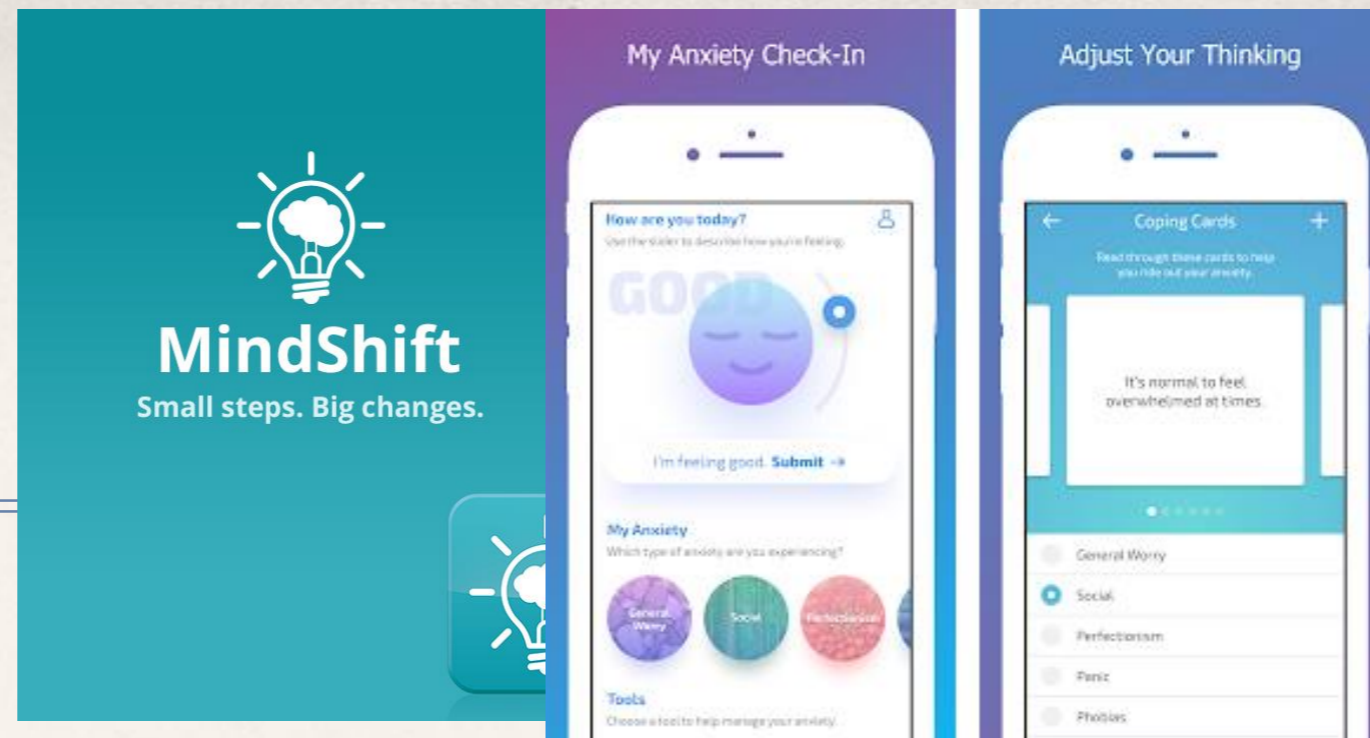 MindShift
Small steps. Big changes.
My Anxiety Check-In
How are you today?
Use the slider to describe how you're feeling.
GOOD
I'm feeling good. Submit →
My Anxiety
Which type of anxiety are you experiencing?
General
Worry
Social
Perfectionism
Tools
Choose a tool to help manage your anxiety.
Adjust Your Thinking
Coping Cards
Read through these cards to help
you ride out your anxiety.
It's normal to feel
overwhelmed at times.
General Worry
Social
Perfectionism
Panic
Phobias